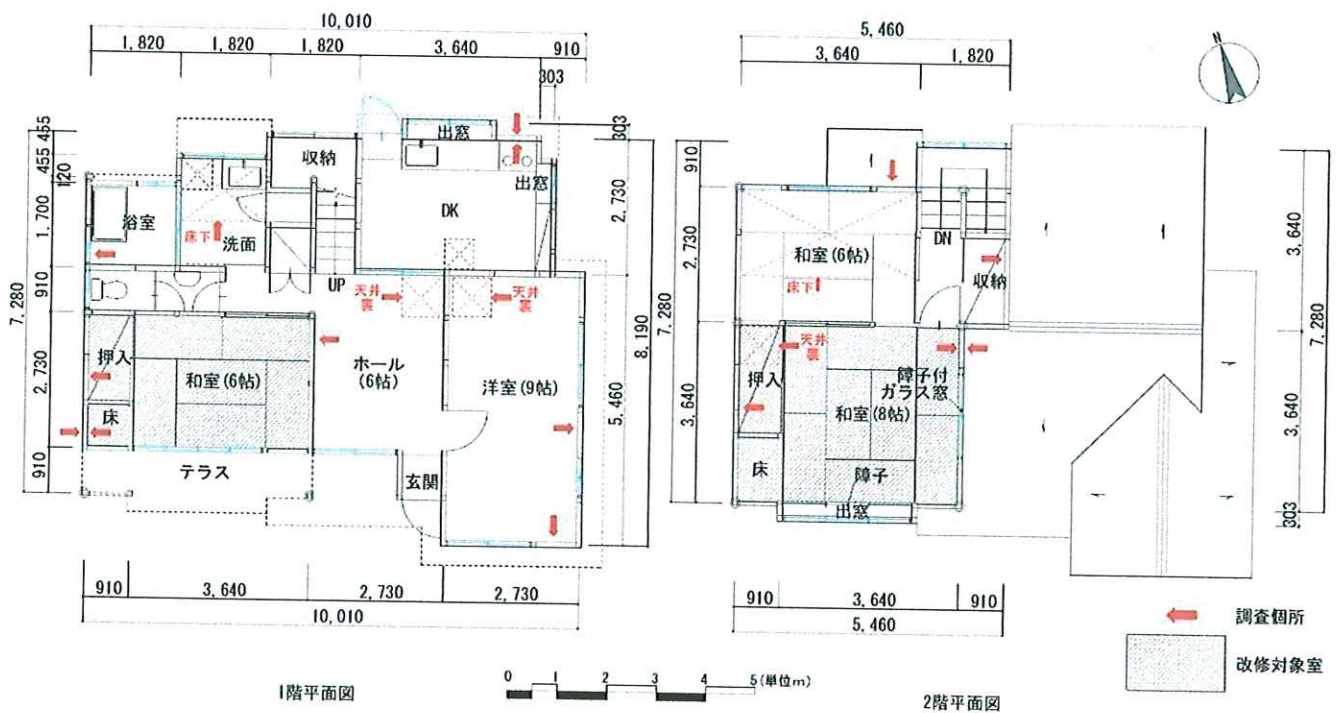 10,010
1,820
1,820
1,820
3,640
910
303
455
455
120
1,700
910
7,280
2,730
910
出窓
収納
出窓
浴室
床下
洗面
DK
UP
天井
裏
天井
裏
押入
和室(6帖)
ホール
(6帖)
洋室(9帖)
床
テラス
玄関
303
2,730
8,190
5,460
910
3,640
2,730
2,730
10,010
1階平面図
5,460
3,640
1,820
910
2,730
7,280
3,640
和室(6帖)
床下
DN
収納
天井
裏
押入
障子付
ガラス窓
和室(8帖)
床
障子
出窓
3,640
7,280
3,640
303
910
3,640
910
5,460
2階平面図
0 1 2 3 4 5(単位m)
調査個所
改修対象室
N